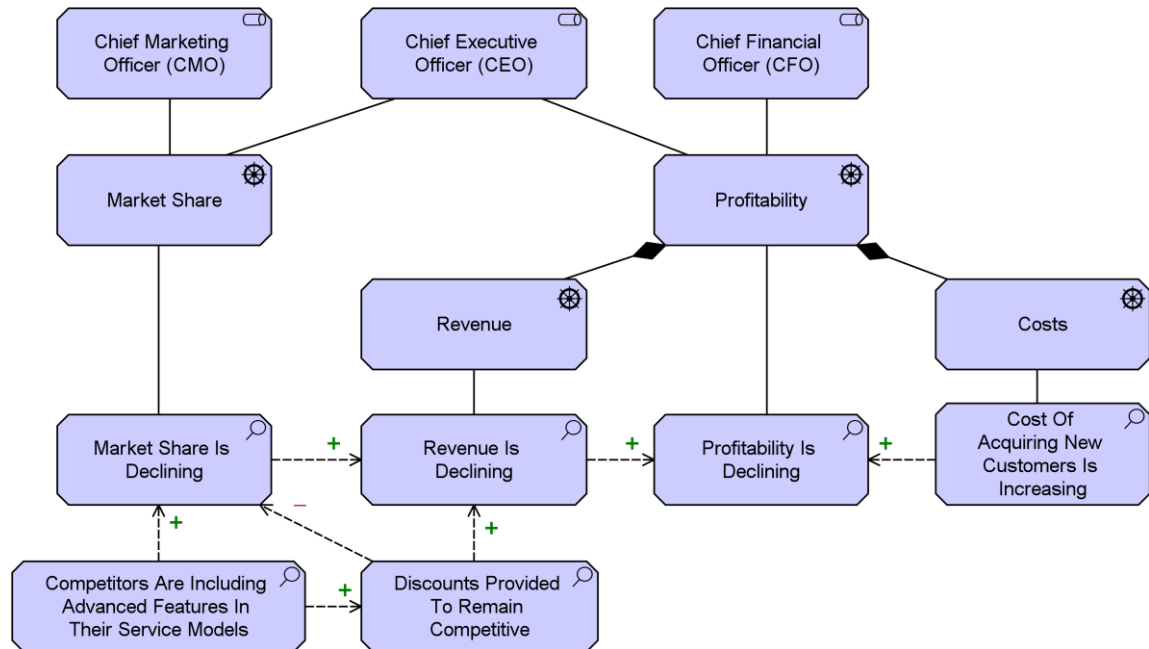 Chief Marketing
Officer (CMO)
Chief Executive
Officer (CEO)
Chief Financial
Officer (CFO)
Market Share
Profitability
Revenue
Costs
Market Share Is
Declining
+
Revenue Is
Declining
+
Profitability Is
Declining
+
Cost Of
Acquiring New
Customers Is
Increasing
+
−
+
Competitors Are Including
Advanced Features In
Their Service Models
+
Discounts Provided
To Remain
Competitive